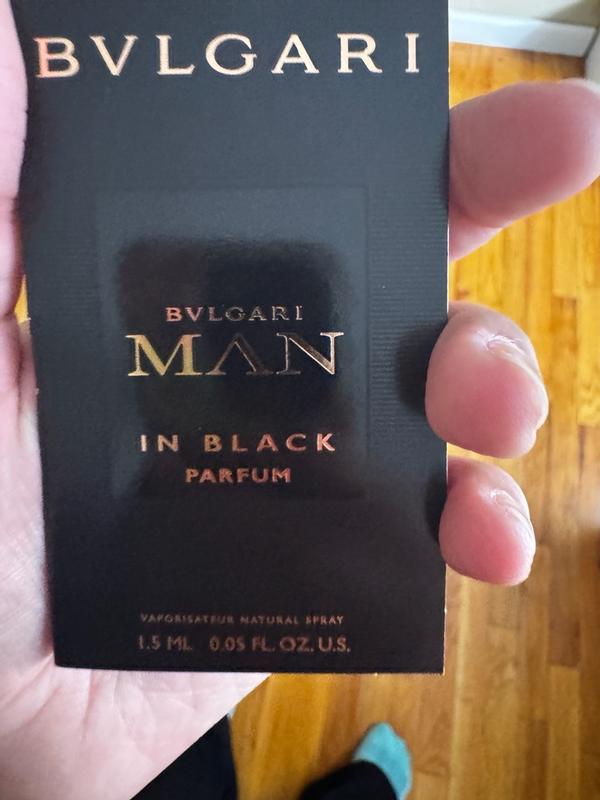 BVLGARI
BVLGARI
MAN
IN BLACK
PARFUM
VAPORISATEUR NATURAL SPRAY
1.5 ML 0.05 FL. OZ. U.S.